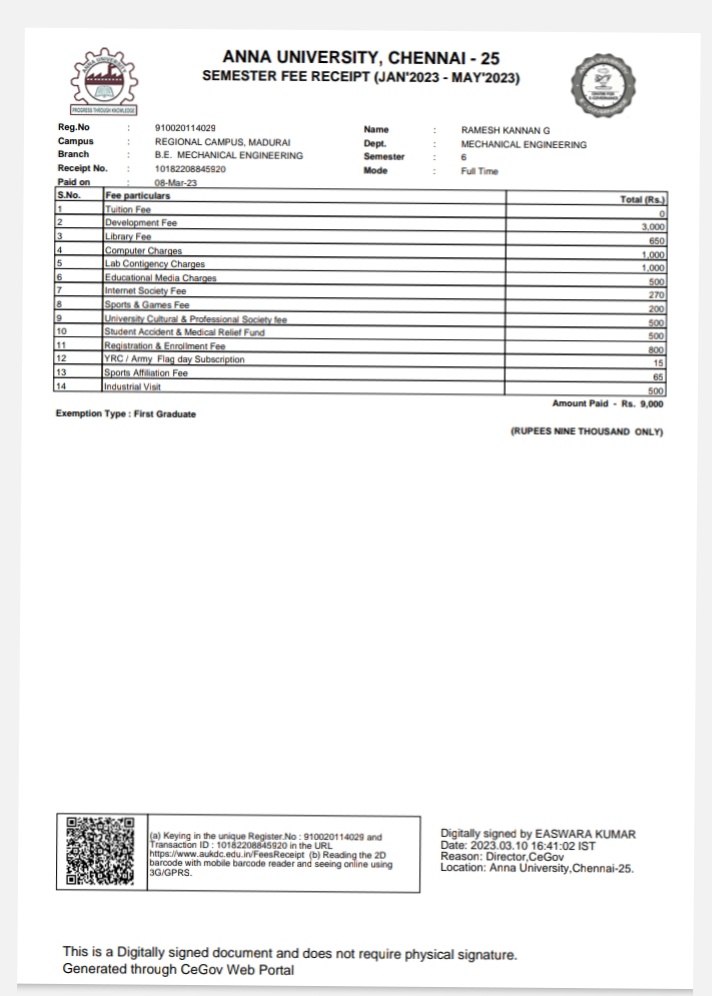 ANNA UNIVERSITY, CHENNAI - 25
SEMESTER FEE RECEIPT (JAN'2023 - MAY'2023)
ANNA UNIVERSITY
PROGRESS THROUGH KNOWLEDGE
Reg.No : 910020114029 Name : RAMESH KANNAN G
Campus : REGIONAL CAMPUS, MADURAI Dept. : MECHANICAL ENGINEERING
Branch : B.E. MECHANICAL ENGINEERING Semester : 6
Receipt No. : 10182208845920 Mode : Full Time
Paid on : 08-Mar-23
S.No. Fee particulars Total (Rs.)
1 Tuition Fee 0
2 Development Fee 3,000
3 Library Fee 650
4 Computer Charges 1,000
5 Lab Contigency Charges 1,000
6 Educational Media Charges 500
7 Internet Society Fee 270
8 Sports & Games Fee 200
9 University Cultural & Professional Society fee 500
10 Student Accident & Medical Relief Fund 500
11 Registration & Enrollment Fee 800
12 YRC / Army Flag day Subscription 15
13 Sports Affiliation Fee 65
14 Industrial Visit 500
Amount Paid - Rs. 9,000
Exemption Type : First Graduate
(RUPEES NINE THOUSAND ONLY)
(a) Keying in the unique Register.No : 910020114029 and
Transaction ID : 10182208845920 in the URL
https://www.aukdc.edu.in/FeesReceipt (b) Reading the 2D
barcode with mobile barcode reader and seeing online using
3G/GPRS.
Digitally signed by EASWARA KUMAR
Date: 2023.03.10 16:41:02 IST
Reason: Director,CeGov
Location: Anna University,Chennai-25.
This is a Digitally signed document and does not require physical signature.
Generated through CeGov Web Portal